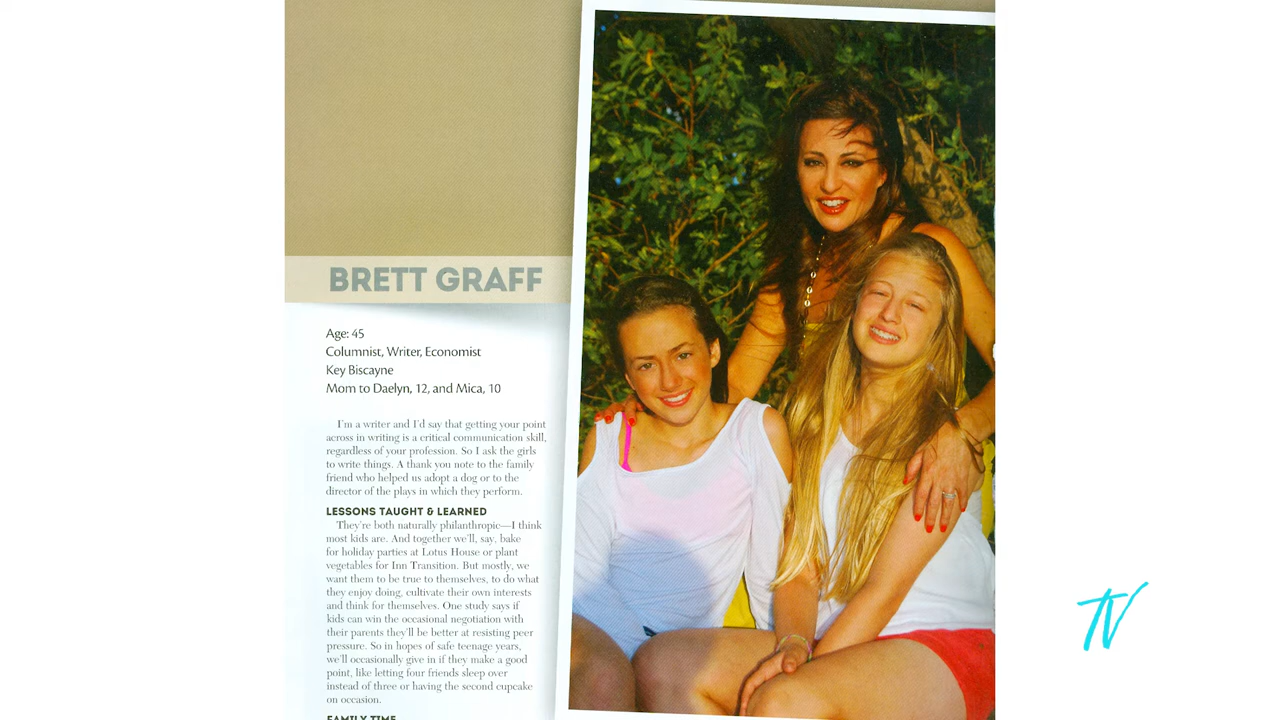 BRETT GRAFF
Age: 45
Columnist, Writer, Economist
Key Biscayne
Mom to Daelyn, 12, and Mica, 10
I'm a writer and I'd say that getting your point
across in writing is a critical communication skill,
regardless of your profession. So I ask the girls
to write things. A thank you note to the family
friend who helped us adopt a dog or to the
director of the plays in which they perform.
LESSONS TAUGHT & LEARNED
They're both naturally philanthropic—I think
most kids are. And together we'll, say, bake
for holiday parties at Lotus House or plant
vegetables for Inn Transition. But mostly, we
want them to be true to themselves, to do what
they enjoy doing, cultivate their own interests
and think for themselves. One study says if
kids can win the occasional negotiation with
their parents they'll be better at resisting peer
pressure. So in hopes of safe teenage years,
we'll occasionally give in if they make a good
point, like letting four friends sleep over
instead of three or having the second cupcake
on occasion.
FAMILY TIME
TV